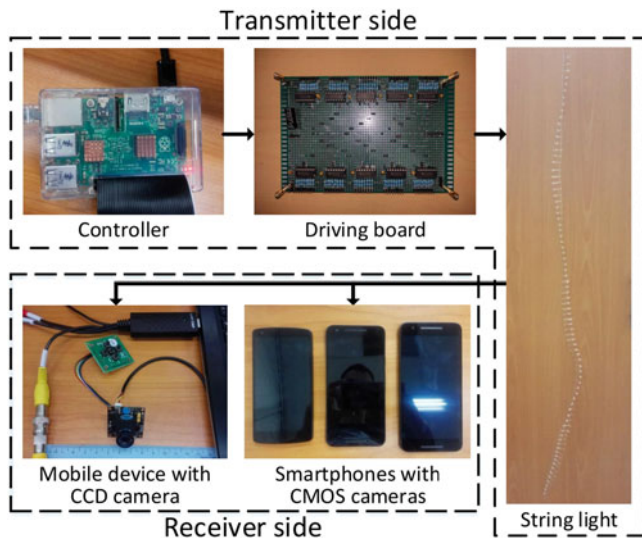 Transmitter side
Controller
Driving board
Mobile device with
CCD camera
Smartphones with
CMOS cameras
String light
Receiver side